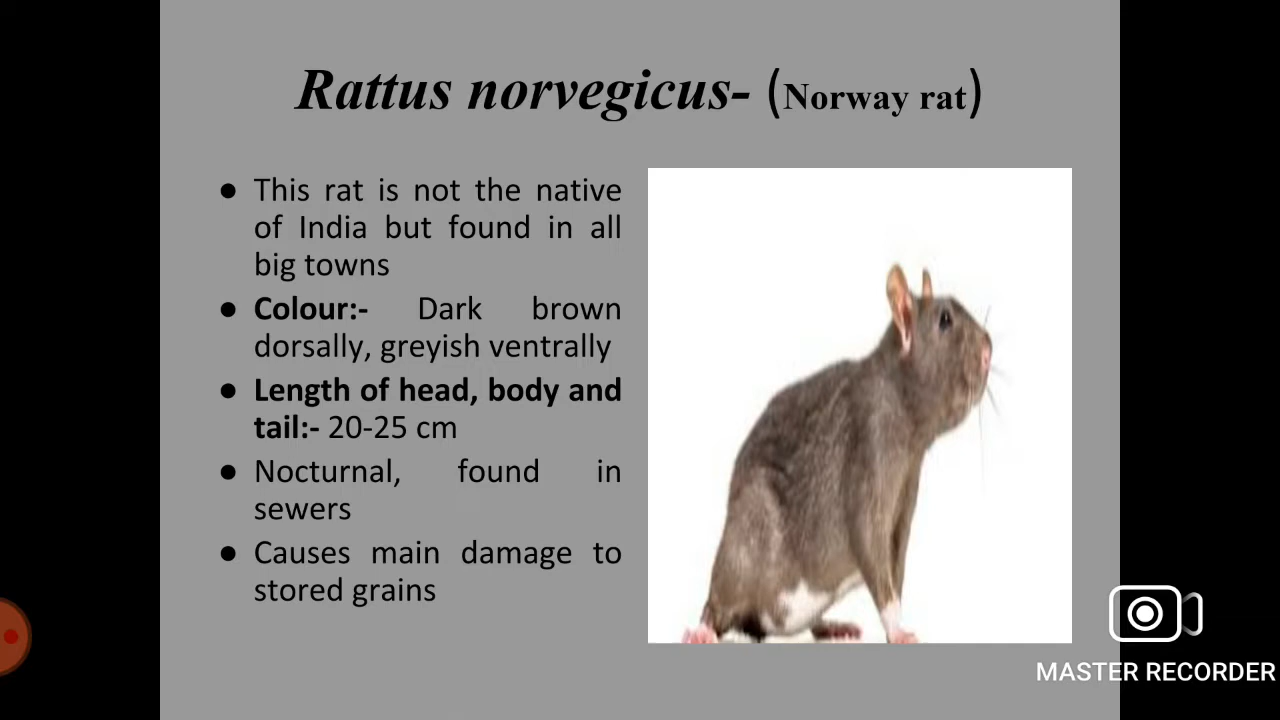 Rattus norvegicus- (Norway rat)
● This rat is not the native
of India but found in all
big towns
● Colour:- Dark brown
dorsally, greyish ventrally
● Length of head, body and
tail:- 20-25 cm
● Nocturnal, found in
sewers
● Causes main damage to
stored grains
MASTER RECORDER